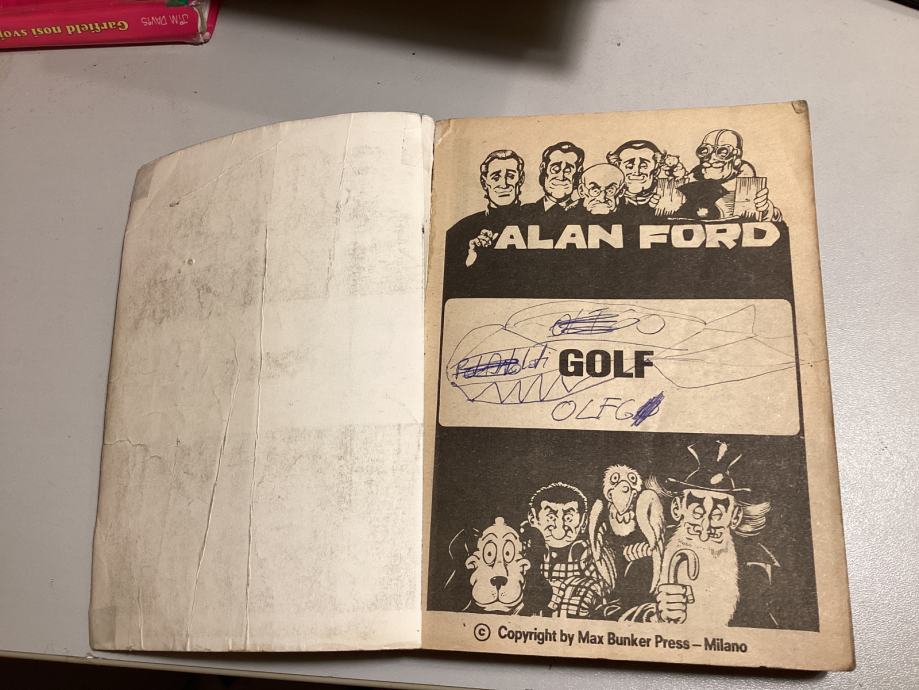 JIM DAVIS
Garfield nosi svoj
ALAN FORD
GOLF
OLFG
© Copyright by Max Bunker Press – Milano